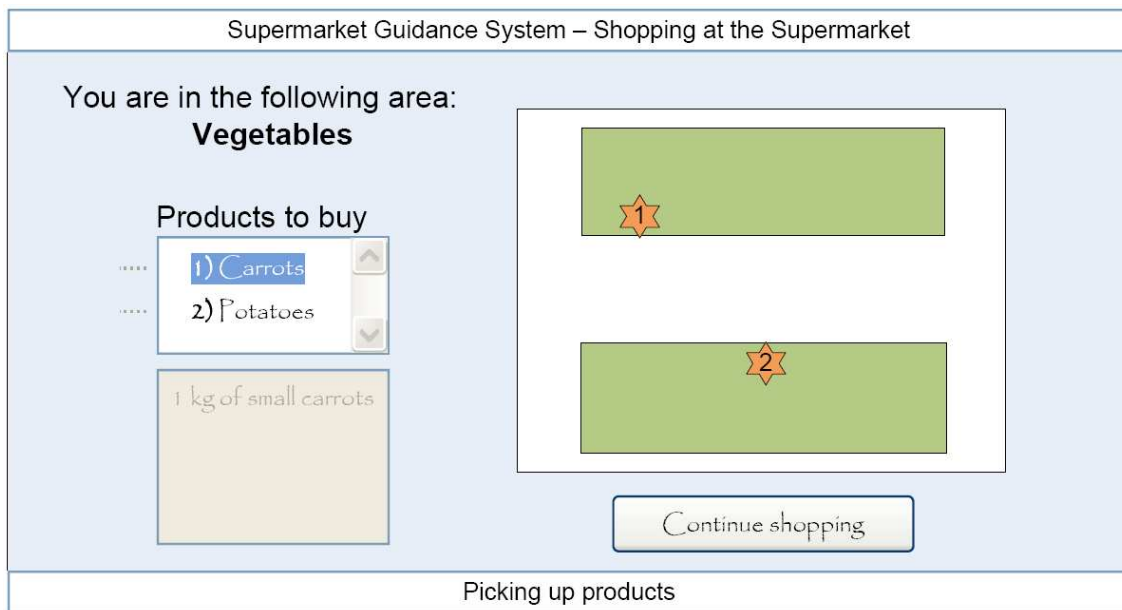 Supermarket Guidance System – Shopping at the Supermarket
You are in the following area:
Vegetables
Products to buy
1) Carrots
2) Potatoes
1 kg of small carrots
1
2
Continue shopping
Picking up products